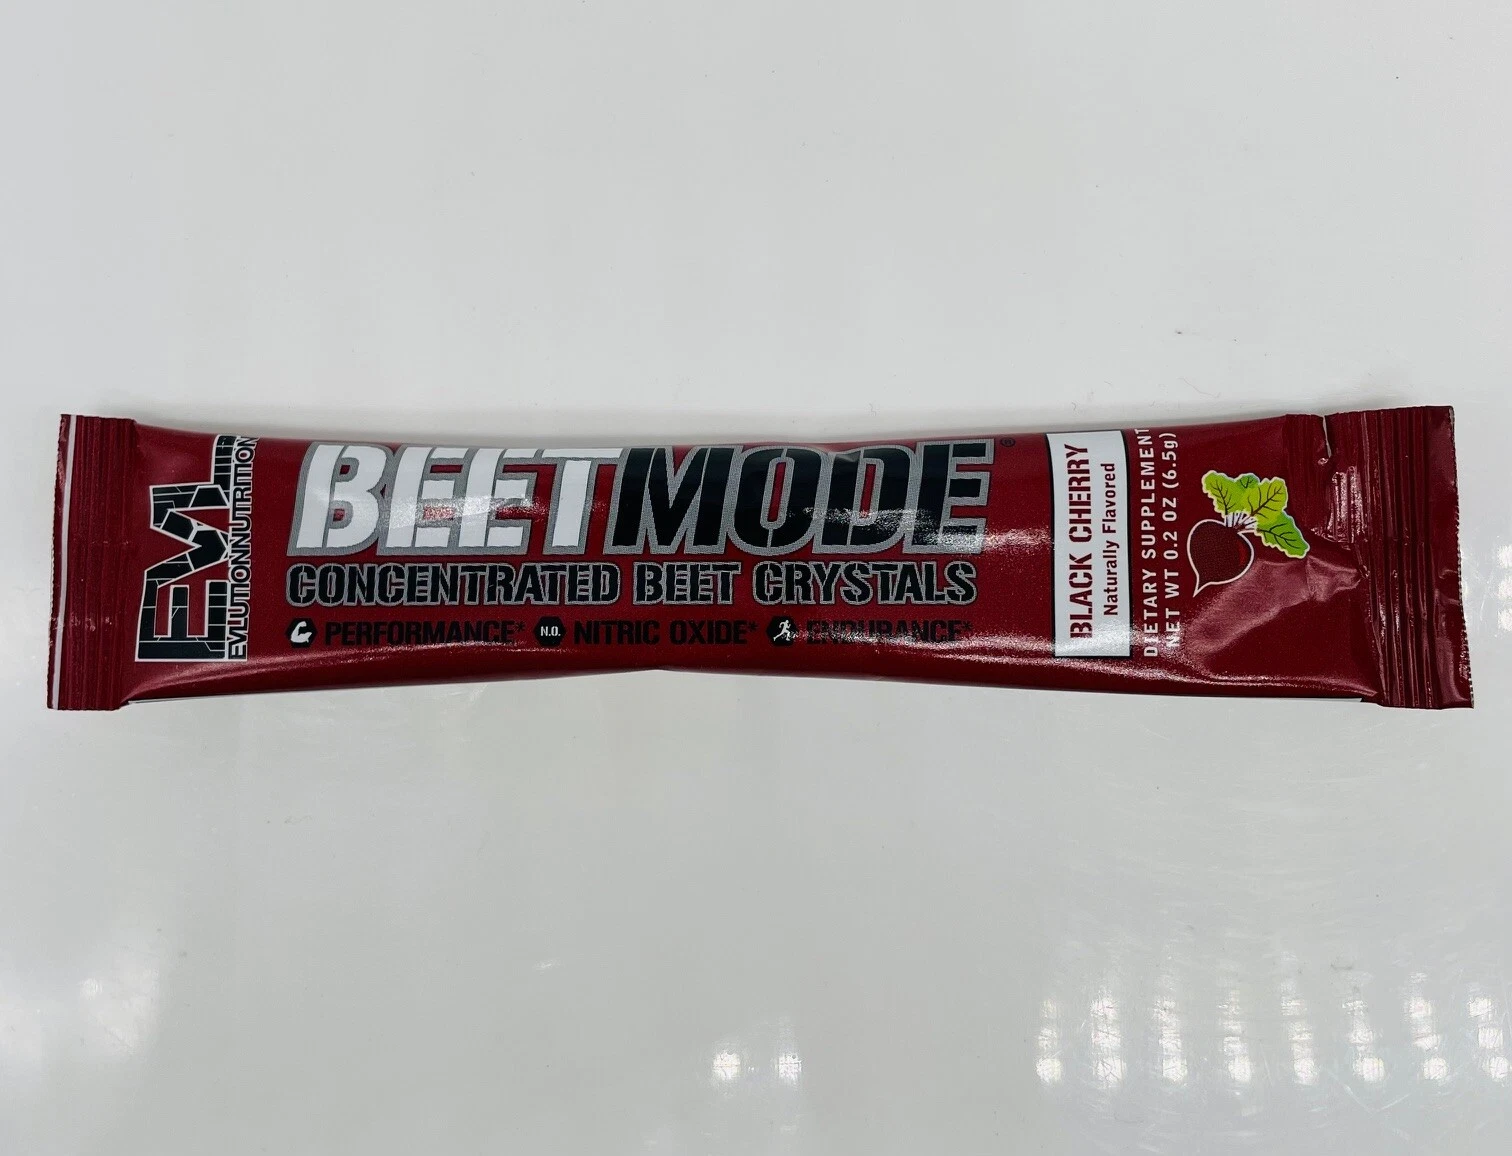 EVL
EVLUTIONNUTRITION
BEETMODE®
CONCENTRATED BEET CRYSTALS
PERFORMANCE* N.O. NITRIC OXIDE* ENDURANCE*
BLACK CHERRY
Naturally Flavored
DIETARY SUPPLEMENT
NET WT 0.2 OZ (6.5g)